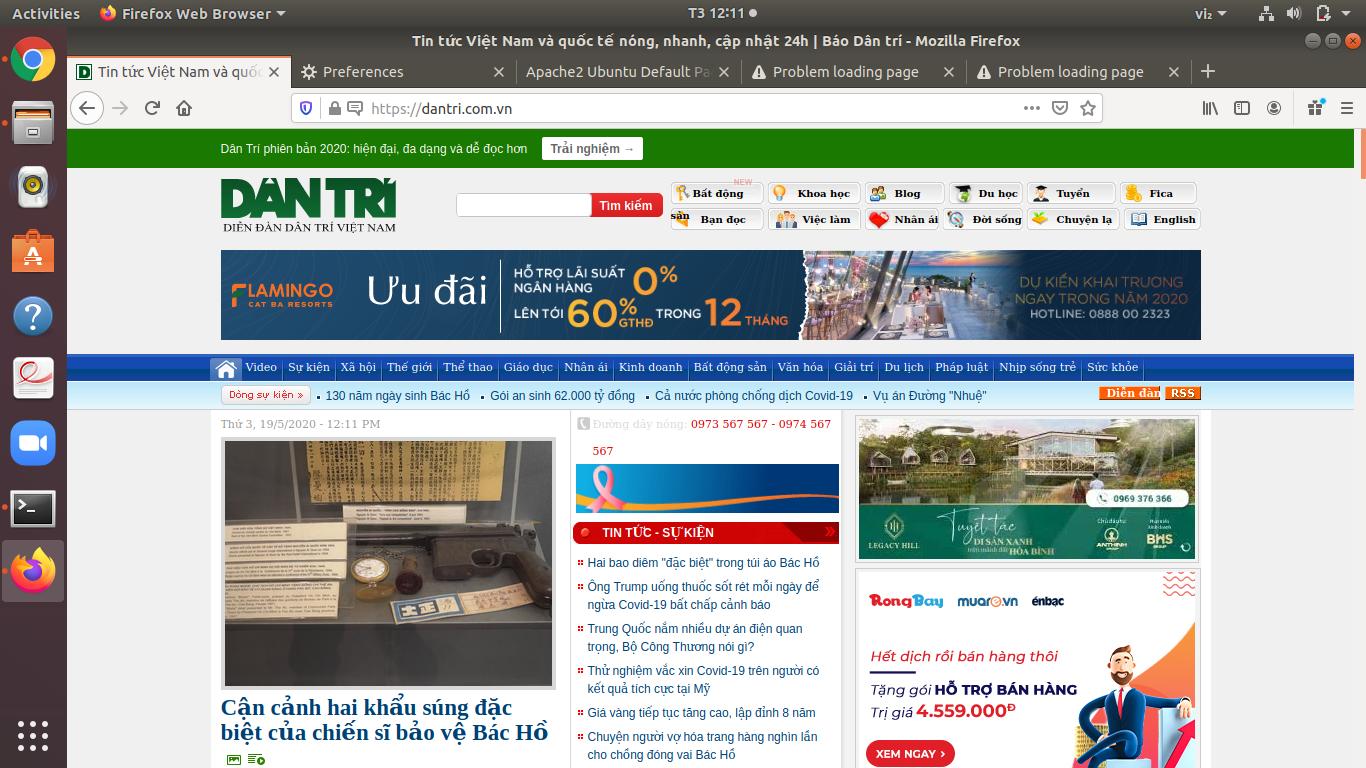 Activities
Firefox Web Browser
T3 12:11
vi₂
Tin tức Việt Nam và quốc tế nóng, nhanh, cập nhật 24h | Báo Dân trí - Mozilla Firefox
Tin tức Việt Nam và quốc
Preferences
Apache2 Ubuntu Default Pa
Problem loading page
Problem loading page
https://dantri.com.vn
Dân Trí phiên bản 2020: hiện đại, đa dạng và dễ đọc hơn
Trải nghiệm →
DÂN TRÍ
DIỄN ĐÀN DÂN TRÍ VIỆT NAM
Tìm kiếm
NEW
Bất động sản
Khoa học
Blog
Du học
Tuyển
Fica
Bạn đọc
Việc làm
Nhân ái
Đời sống
Chuyện lạ
English
FLAMINGO
CAT BA RESORTS
Ưu đãi
HỖ TRỢ LÃI SUẤT
NGÂN HÀNG 0%
LÊN TỚI 60% GTHĐ TRONG 12 THÁNG
DỰ KIẾN KHAI TRƯƠNG
NGAY TRONG NĂM 2020
HOTLINE: 0888 00 2323
Video
Sự kiện
Xã hội
Thế giới
Thể thao
Giáo dục
Nhân ái
Kinh doanh
Bất động sản
Văn hóa
Giải trí
Du lịch
Pháp luật
Nhịp sống trẻ
Sức khỏe
Dòng sự kiện »
130 năm ngày sinh Bác Hồ
Gói an sinh 62.000 tỷ đồng
Cả nước phòng chống dịch Covid-19
Vụ án Đường "Nhuệ"
Diễn đàn
RSS
Thứ 3, 19/5/2020 - 12:11 PM
Cận cảnh hai khẩu súng đặc
biệt của chiến sĩ bảo vệ Bác Hồ
Đường dây nóng: 0973 567 567 - 0974 567
567
TIN TỨC - SỰ KIỆN
Hai bao diêm "đặc biệt" trong túi áo Bác Hồ
Ông Trump uống thuốc sốt rét mỗi ngày để
ngừa Covid-19 bất chấp cảnh báo
Trung Quốc nắm nhiều dự án điện quan
trọng, Bộ Công Thương nói gì?
Thử nghiệm vắc xin Covid-19 trên người có
kết quả tích cực tại Mỹ
Giá vàng tiếp tục tăng cao, lập đỉnh 8 năm
Chuyện người vợ hóa trang hàng nghìn lần
cho chồng đóng vai Bác Hồ
0969 376 366
LEGACY HILL
Tuyệt tác
DI SẢN XANH
trên mảnh đất HÒA BÌNH
Chủ đầu tư:
ANTHINH
BHS
GROUP
RongBay
muare.vn
énbạc
Hết dịch rồi bán hàng thôi
Tặng gói HỖ TRỢ BÁN HÀNG
Trị giá 4.559.000Đ
XEM NGAY